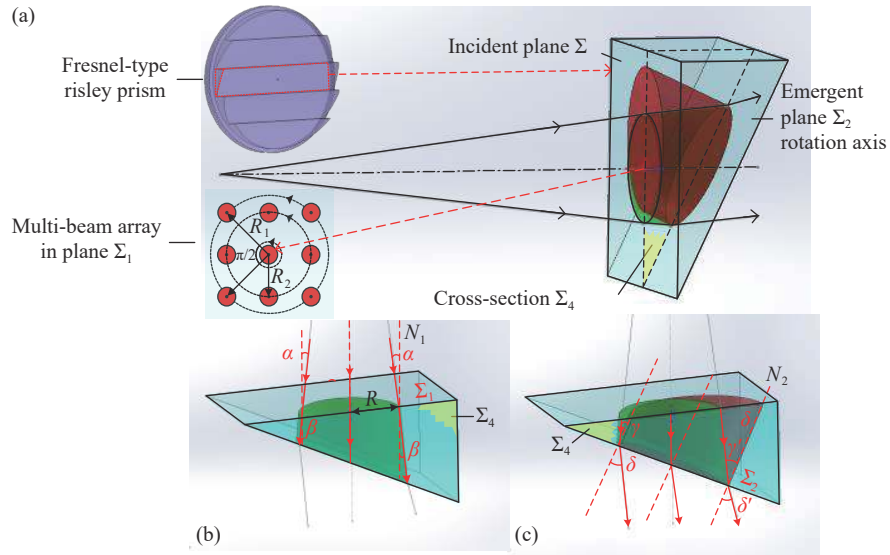 (a)
Fresnel-type
risley prism
Incident plane Σ
Emergent
plane Σ₂
rotation axis
Multi-beam array
in plane Σ₁
R₁
π/2
R₂
Cross-section Σ₄
N₁
α
α
Σ₁
R
Σ₄
β
β
(b)
N₂
Σ₄
γ
δ
Σ₂
δ′
(c)